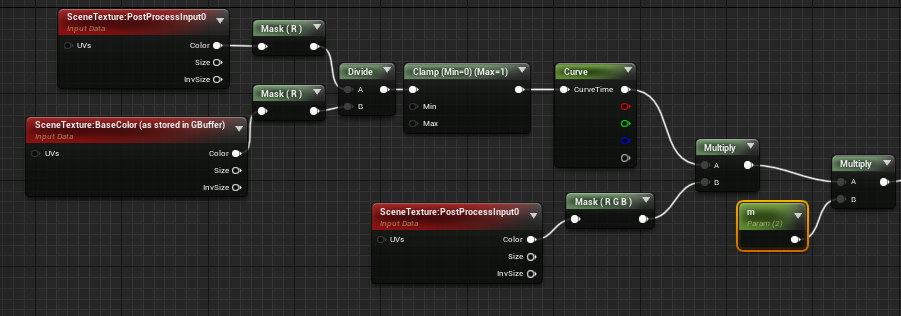 SceneTexture:PostProcessInput0
Input Data
UVs
Color
Size
InvSize
Mask ( R )
SceneTexture:BaseColor (as stored in GBuffer)
Input Data
UVs
Color
Size
InvSize
Mask ( R )
Divide
A
B
Clamp (Min=0) (Max=1)
Min
Max
Curve
CurveTime
SceneTexture:PostProcessInput0
Input Data
UVs
Color
Size
InvSize
Mask ( R G B )
Multiply
A
B
m
Param (2)
Multiply
A
B